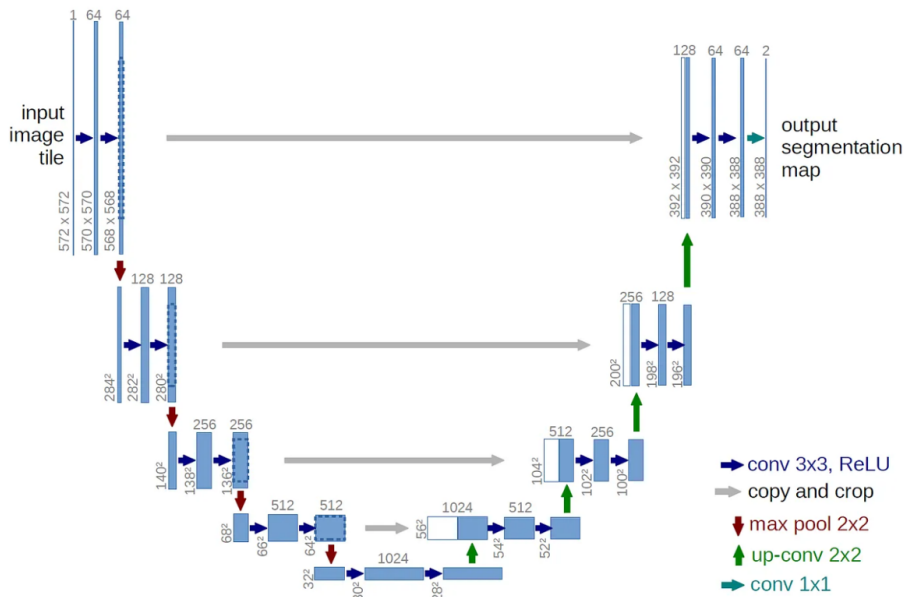 1 64 64
128 64 64 2
input
image
tile
output
segmentation
map
572 x 572
570 x 570
568 x 568
392 x 392
390 x 390
388 x 388
388 x 388
128 128
256 128
284²
282²
280²
200²
198²
196²
256 256
512 256
140²
138²
136²
104²
102²
100²
512 512
1024 512
68²
66²
64²
56²
54²
52²
1024
32²
conv 3x3, ReLU
copy and crop
max pool 2x2
up-conv 2x2
conv 1x1